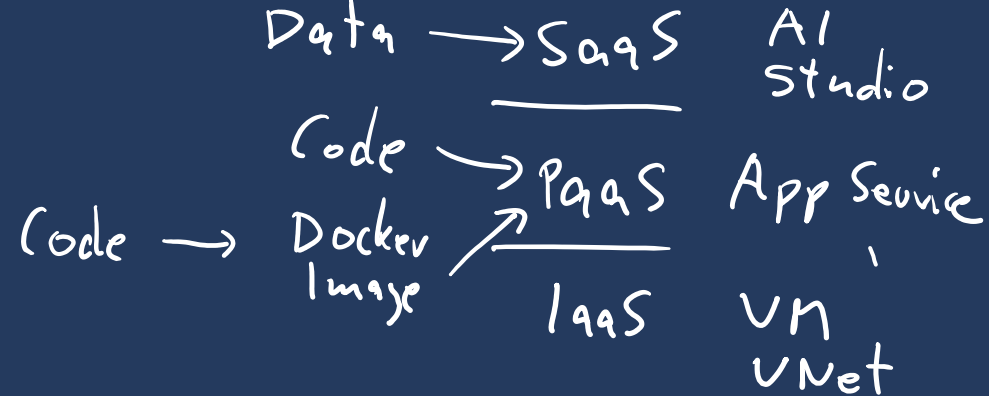 Data → SaaS AI
Studio
Code → PaaS App Service
Code → Docker
Image
IaaS VM
VNet